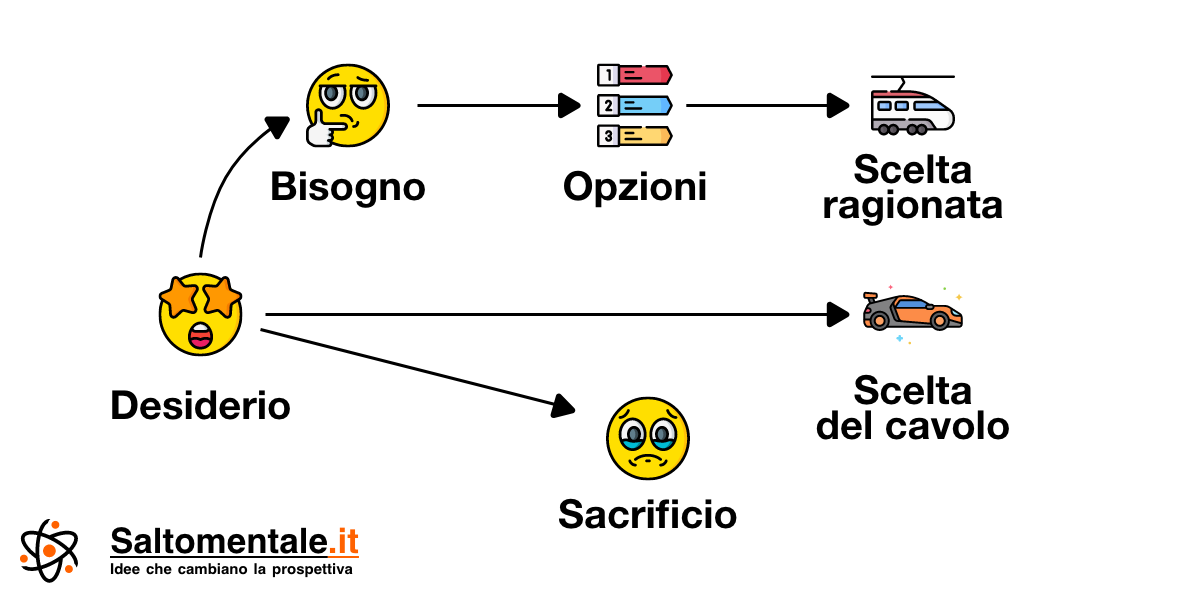 1
2
3
Bisogno
Opzioni
Scelta
ragionata
Desiderio
Scelta
del cavolo
Sacrificio
Saltomentale.it
Idee che cambiano la prospettiva